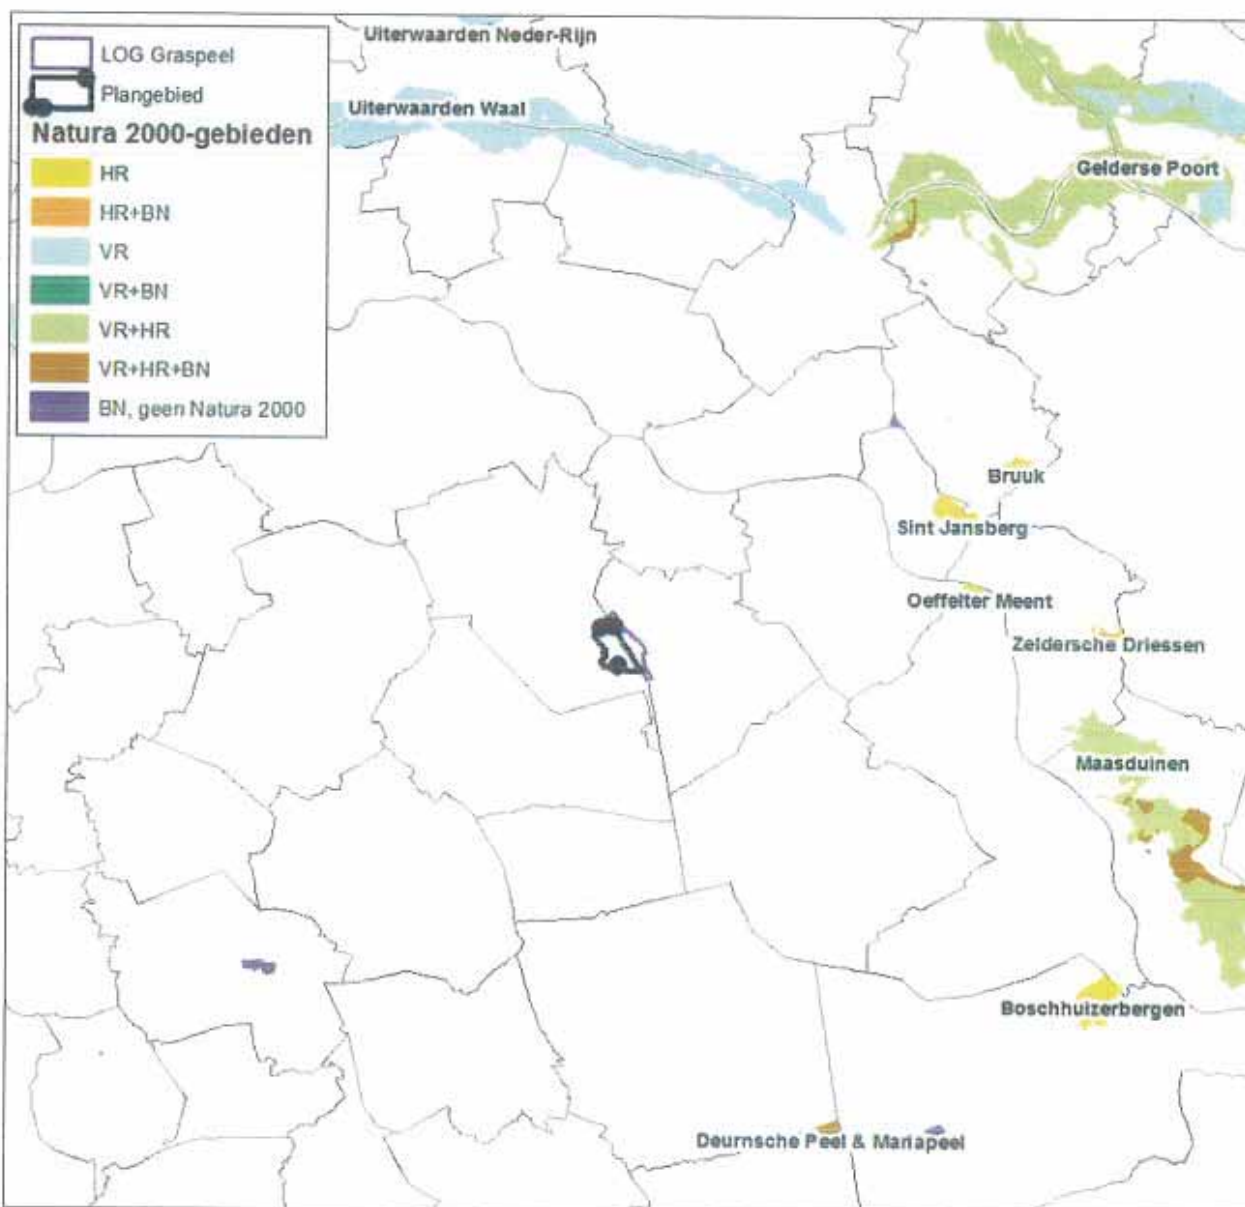 LOG Graspeel
Plangebied
Natura 2000-gebieden
HR
HR+BN
VR
VR+BN
VR+HR
VR+HR+BN
BN, geen Natura 2000
Uiterwaarden Neder-Rijn
Uiterwaarden Waal
Gelderse Poort
Bruuk
Sint Jansberg
Oeffelter Meent
Zeldersche Driessen
Maasduinen
Boschhuizerbergen
Deurnsche Peel & Mariapeel